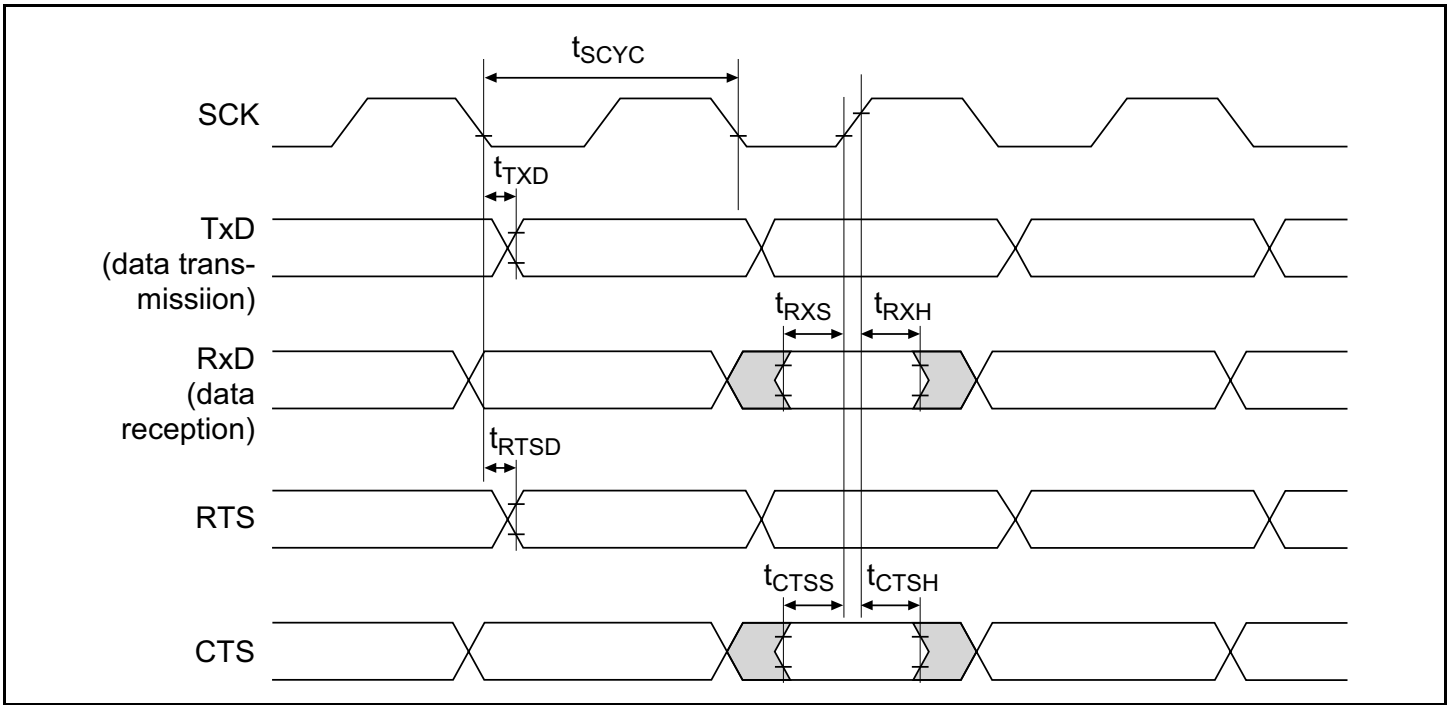 tSCYC
SCK
tTXD
TxD
(data trans-
missiion)
tRXS
tRXH
RxD
(data
reception)
tRTSD
RTS
tCTSS
tCTSH
CTS